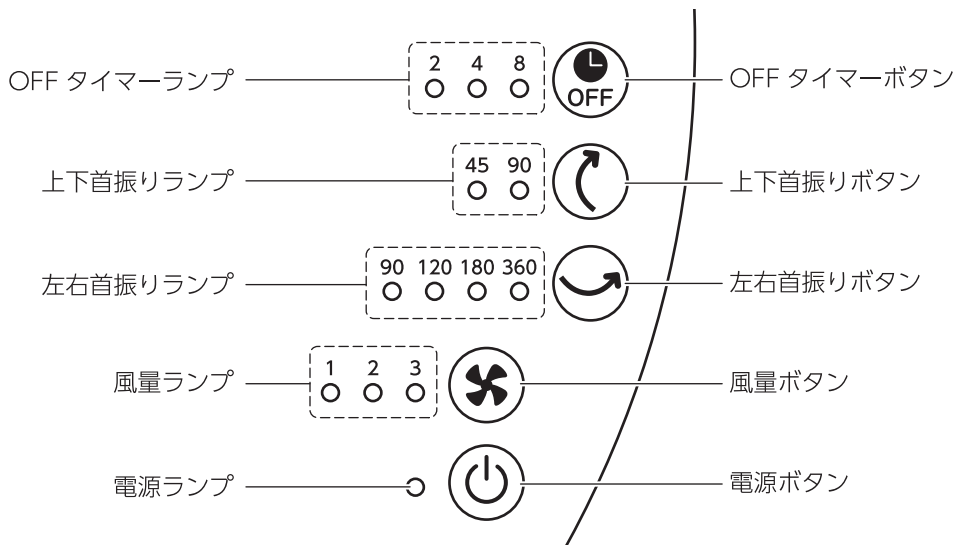 2 4 8
OFF タイマーランプ
OFF
OFF タイマーボタン
45 90
上下首振りランプ
上下首振りボタン
90 120 180 360
左右首振りランプ
左右首振りボタン
1 2 3
風量ランプ
風量ボタン
電源ランプ
電源ボタン